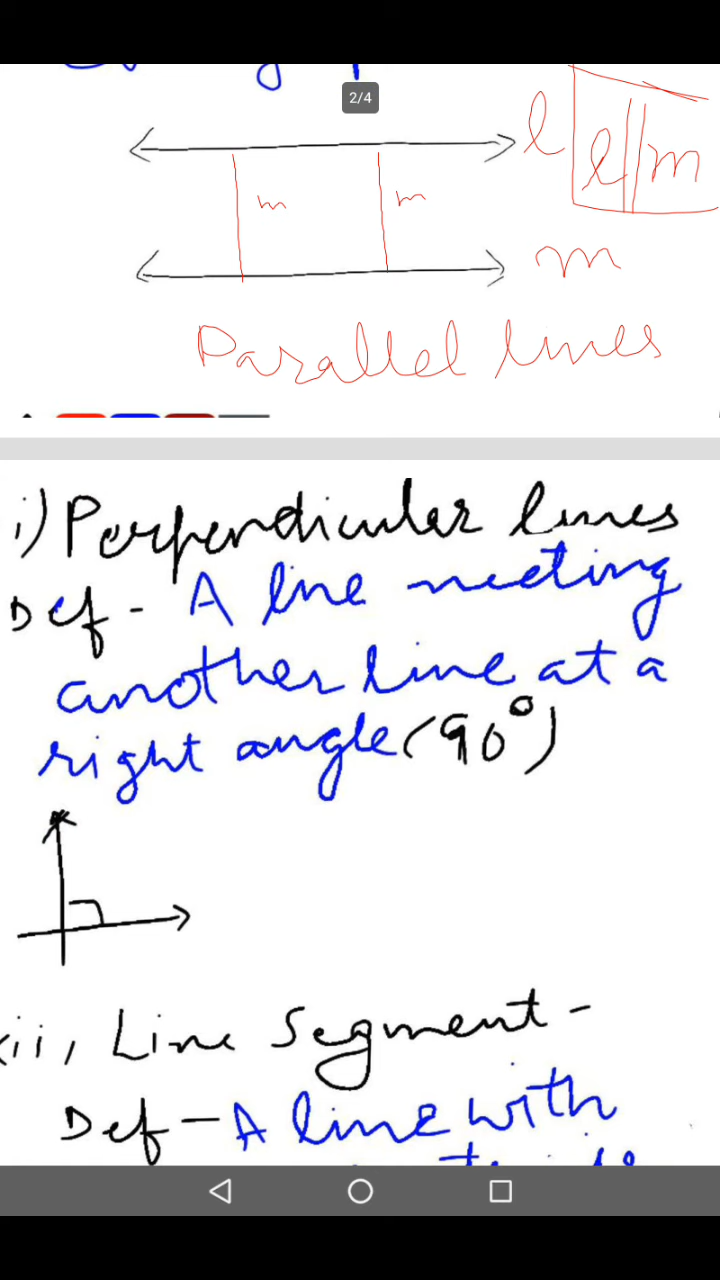 2/4
l
l||m
m m
m
Parallel lines
i) Perpendicular lines
Def - A line meeting
another line at a
right angle (90°)
ii, Line Segment -
Def - A line with